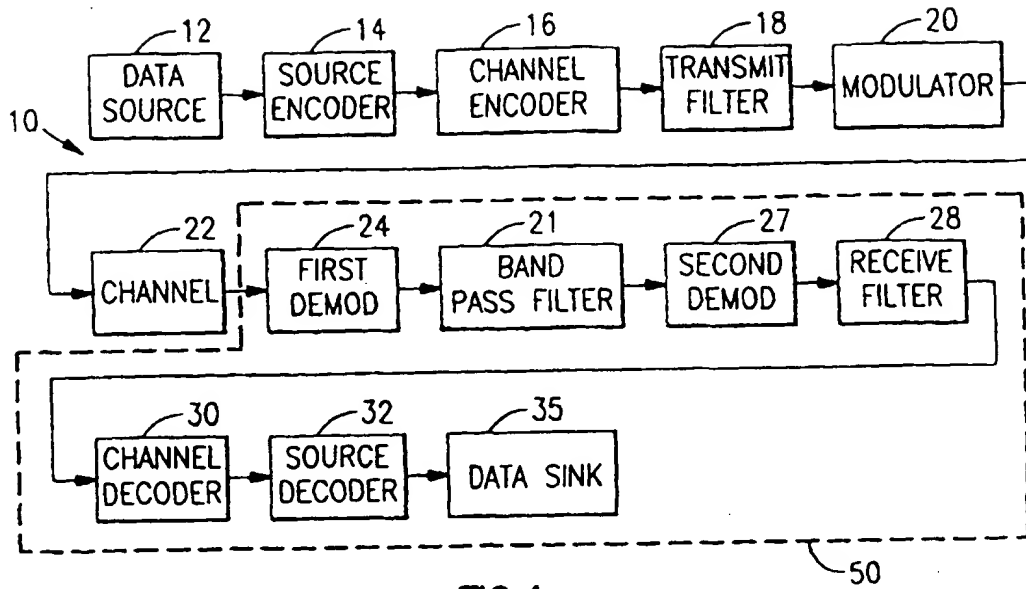 12
14
16
18
20
DATA
SOURCE
SOURCE
ENCODER
CHANNEL
ENCODER
TRANSMIT
FILTER
MODULATOR
10
22
24
21
27
28
CHANNEL
FIRST
DEMOD
BAND
PASS FILTER
SECOND
DEMOD
RECEIVE
FILTER
30
32
35
CHANNEL
DECODER
SOURCE
DECODER
DATA SINK
50